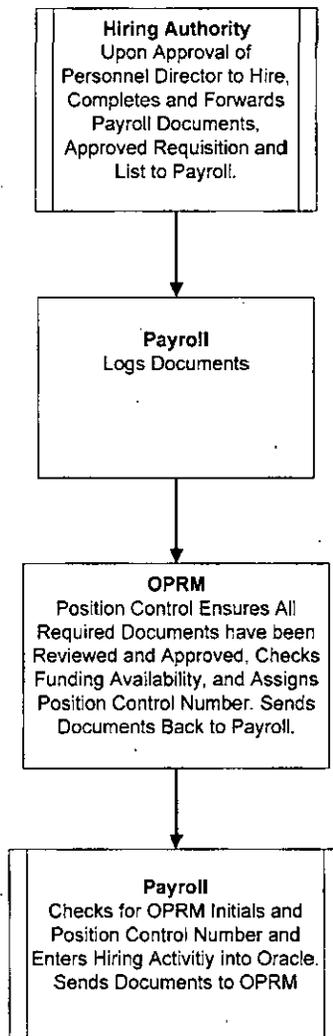 Hiring Authority
Upon Approval of
Personnel Director to Hire,
Completes and Forwards
Payroll Documents,
Approved Requisition and
List to Payroll.
Payroll
Logs Documents
OPRM
Position Control Ensures All
Required Documents have been
Reviewed and Approved, Checks
Funding Availability, and Assigns
Position Control Number. Sends
Documents Back to Payroll.
Payroll
Checks for OPRM Initials and
Position Control Number and
Enters Hiring Activitiy into Oracle.
Sends Documents to OPRM